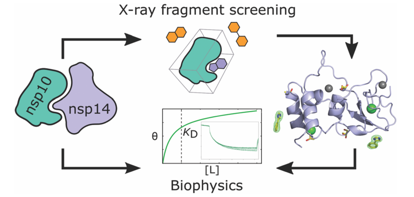 X-ray fragment screening
nsp10
nsp14
θ
KD
[L]
Biophysics